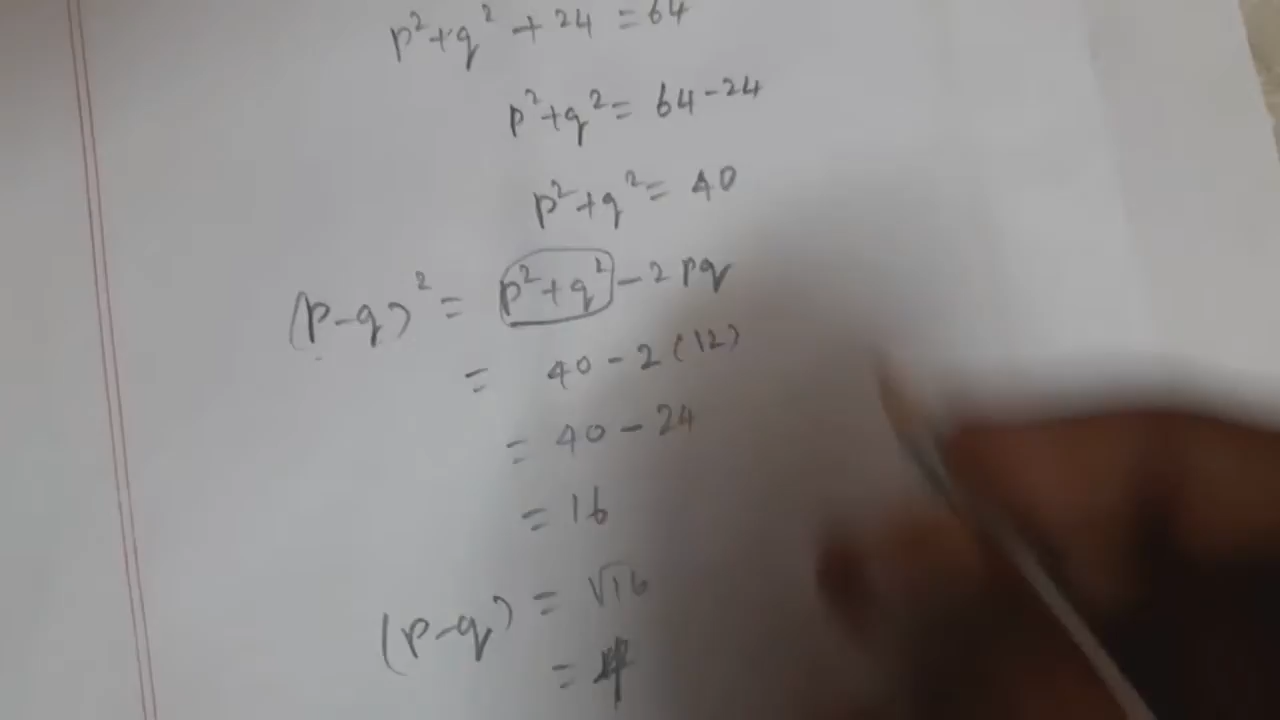 p²+q²+24=64
p²+q²=64-24
p²+q²=40
(p-q)²=p²+q²-2pq
=40-2(12)
=40-24
=16
(p-q)=√16
=4